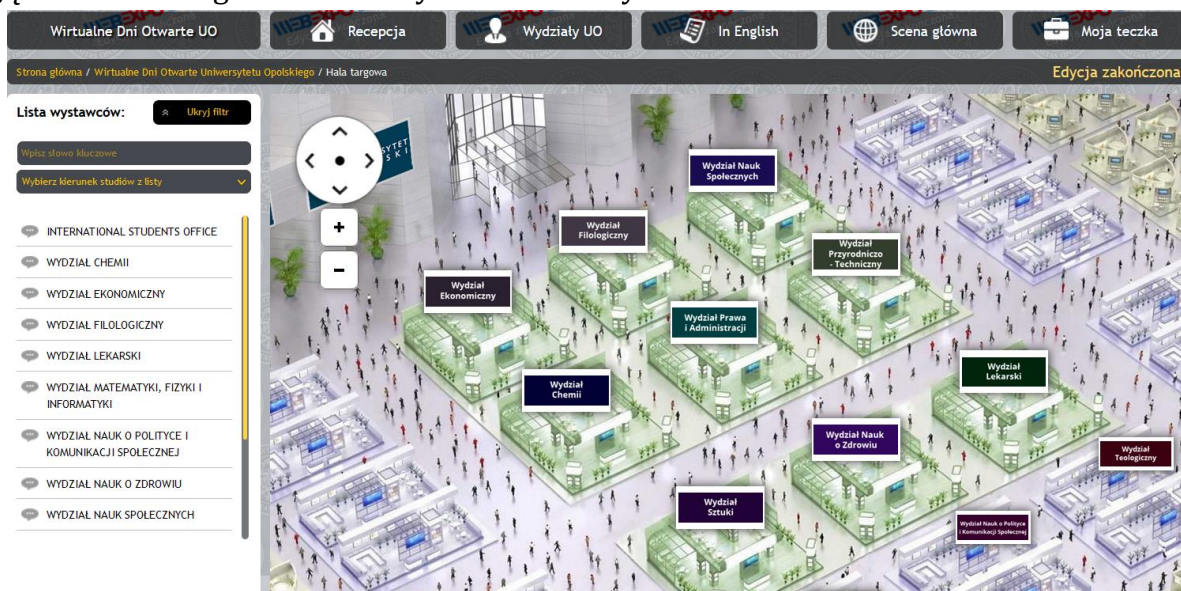 Wirtualne Dni Otwarte UO
Recepcja
Wydziały UO
In English
Scena główna
Moja teczka
Strona główna / Wirtualne Dni Otwarte Uniwersytetu Opolskiego / Hala targowa
Edycja zakończona
Lista wystawców:
Ukryj filtr
Wpisz słowo kluczowe
Wybierz kierunek studiów z listy
INTERNATIONAL STUDENTS OFFICE
WYDZIAŁ CHEMII
WYDZIAŁ EKONOMICZNY
WYDZIAŁ FILOLOGICZNY
WYDZIAŁ LEKARSKI
WYDZIAŁ MATEMATYKI, FIZYKI I
INFORMATYKI
WYDZIAŁ NAUK O POLITYCE I
KOMUNIKACJI SPOŁECZNEJ
WYDZIAŁ NAUK O ZDROWIU
WYDZIAŁ NAUK SPOŁECZNYCH
Wydział Nauk
Społecznych
Wydział
Filologiczny
Wydział
Przyrodniczo
- Techniczny
Wydział
Ekonomiczny
Wydział Prawa
i Administracji
Wydział
Lekarski
Wydział
Chemii
Wydział Nauk
o Zdrowiu
Wydział
Teologiczny
Wydział
Sztuki
Wydział Nauk o Polityce
i Komunikacji Społecznej